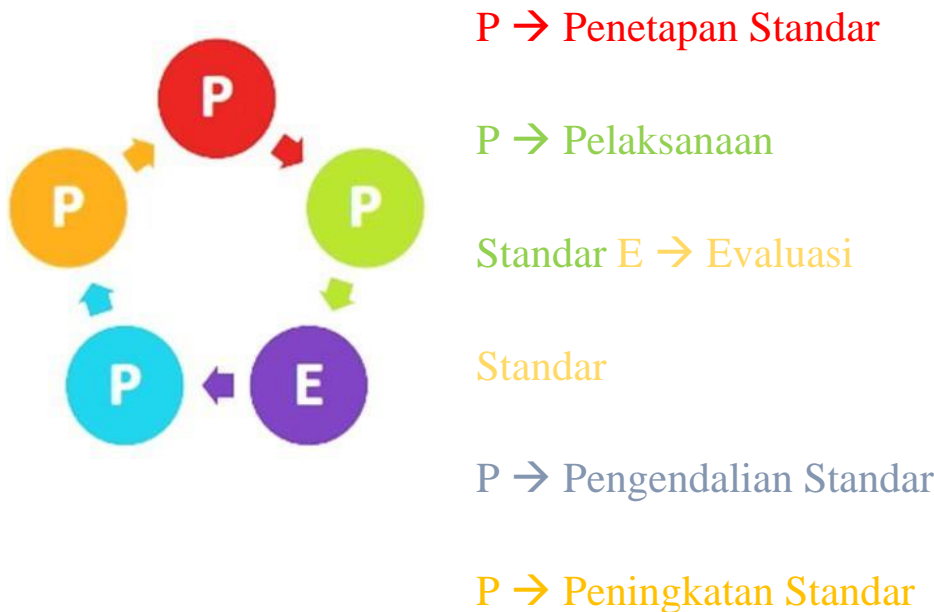 P
P
E
P
P
P → Penetapan Standar
P → Pelaksanaan
Standar E → Evaluasi
Standar
P → Pengendalian Standar
P → Peningkatan Standar